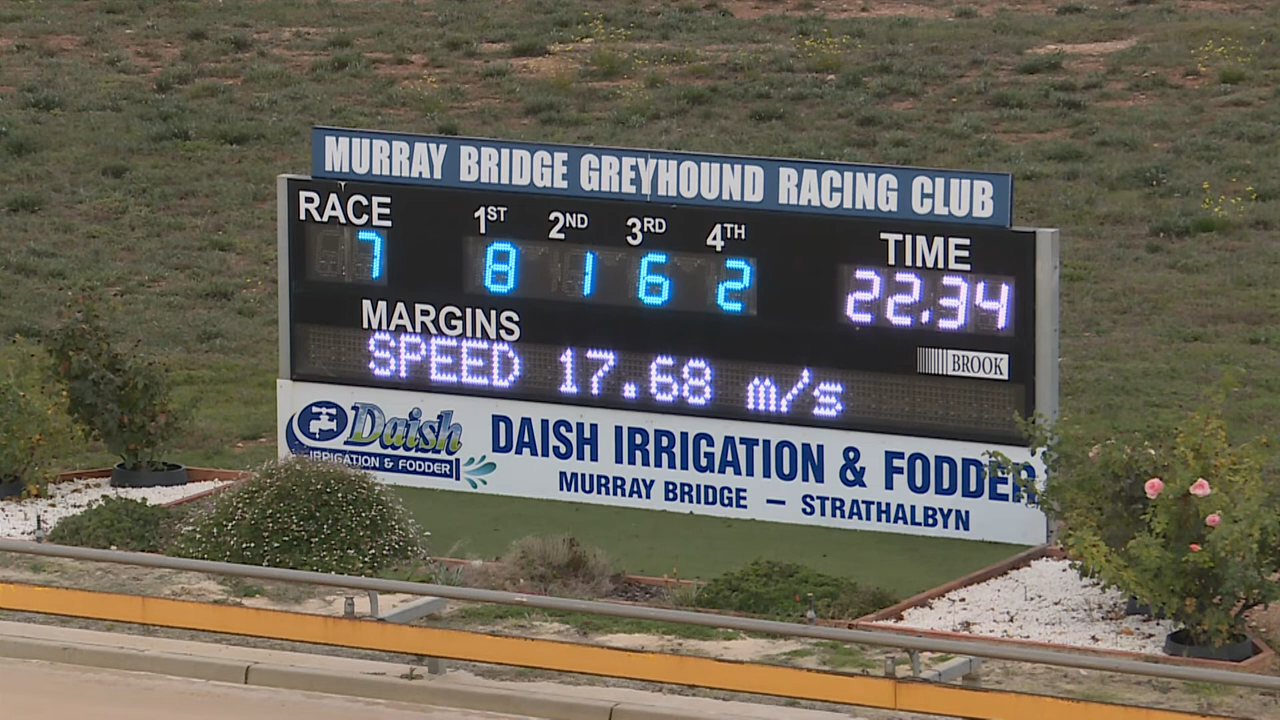 MURRAY BRIDGE GREYHOUND RACING CLUB
RACE 1ST 2ND 3RD 4TH TIME
7 8 1 6 2 22.34
MARGINS
BROOK
SPEED 17.68 m/s
Daish
IRRIGATION & FODDER
DAISH IRRIGATION & FODDER
MURRAY BRIDGE – STRATHALBYN